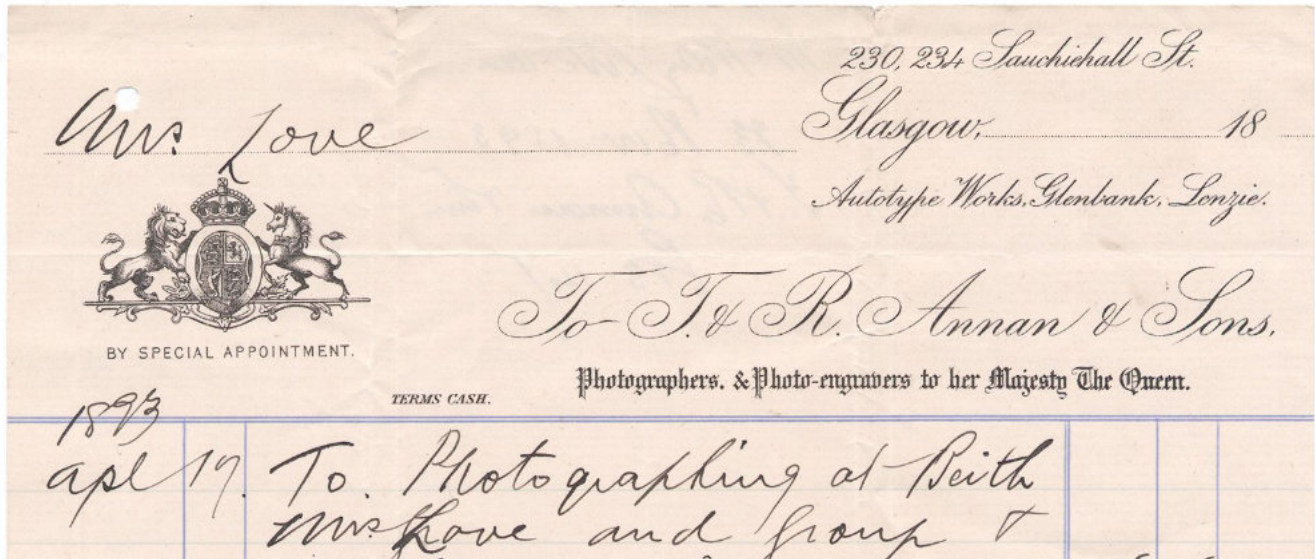 230, 234 Sauchiehall St.
Mrs Love
Glasgow, 18
Autotype Works, Glenbank, Lenzie.
To T. & R. Annan & Sons.
BY SPECIAL APPOINTMENT.
Photographers. & Photo-engravers to her Majesty The Queen.
TERMS CASH.
1893
Apl 19. To. Photographing at Beith
Mrs Love and group &